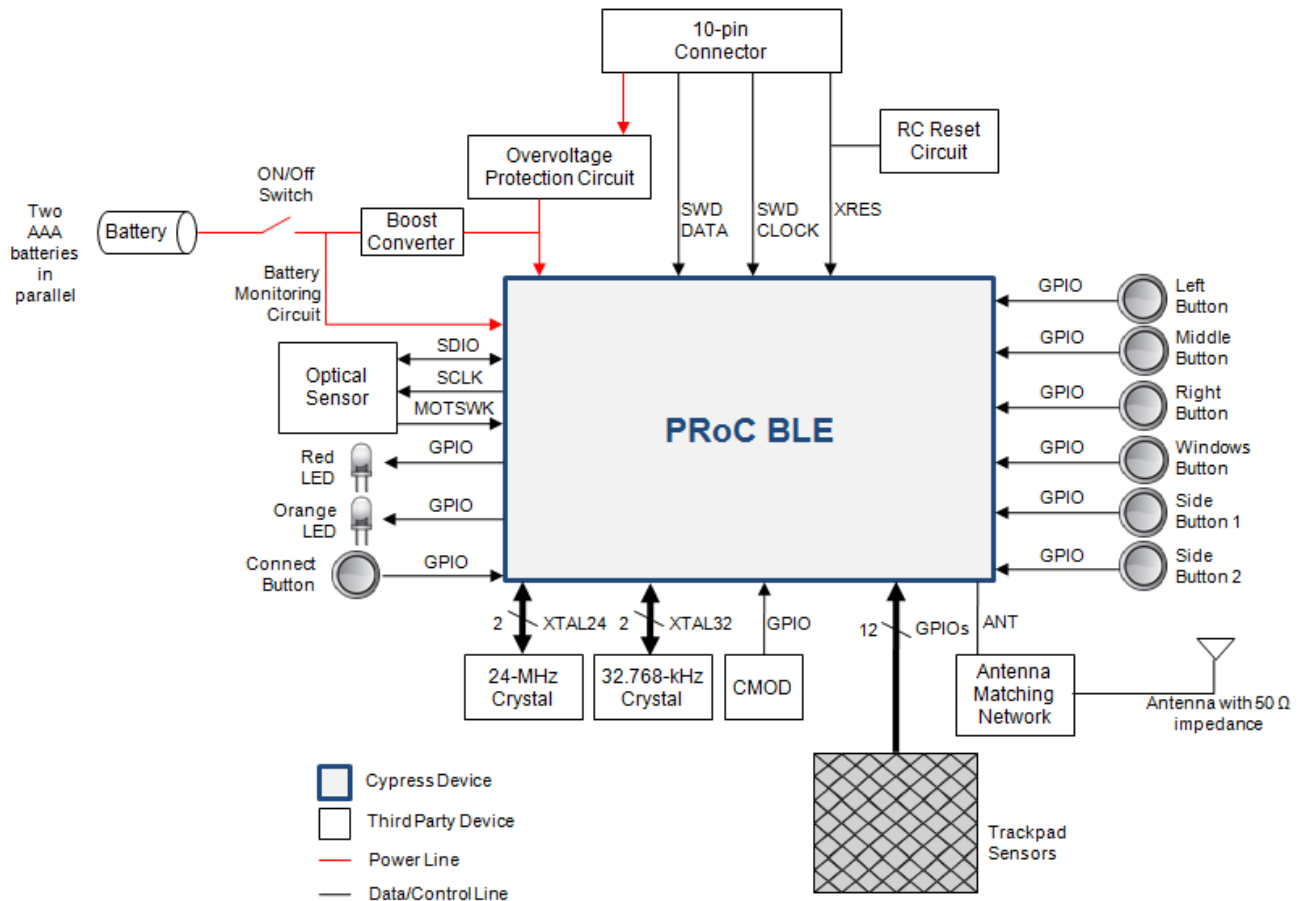 10-pin
Connector
RC Reset
Circuit
Overvoltage
Protection Circuit
ON/Off
Switch
SWD
DATA
SWD
CLOCK
XRES
Two
AAA
batteries
in
parallel
Battery
Boost
Converter
Battery
Monitoring
Circuit
GPIO
Left
Button
SDIO
GPIO
Middle
Button
Optical
Sensor
SCLK
MOTSWK
GPIO
Right
Button
PRoC BLE
Red
LED
GPIO
GPIO
Windows
Button
Orange
LED
GPIO
GPIO
Side
Button 1
Connect
Button
GPIO
GPIO
Side
Button 2
2
XTAL24
2
XTAL32
GPIO
12
GPIOs
ANT
24-MHz
Crystal
32.768-kHz
Crystal
CMOD
Antenna
Matching
Network
Antenna with 50 Ω
impedance
Cypress Device
Third Party Device
Power Line
Data/Control Line
Trackpad
Sensors